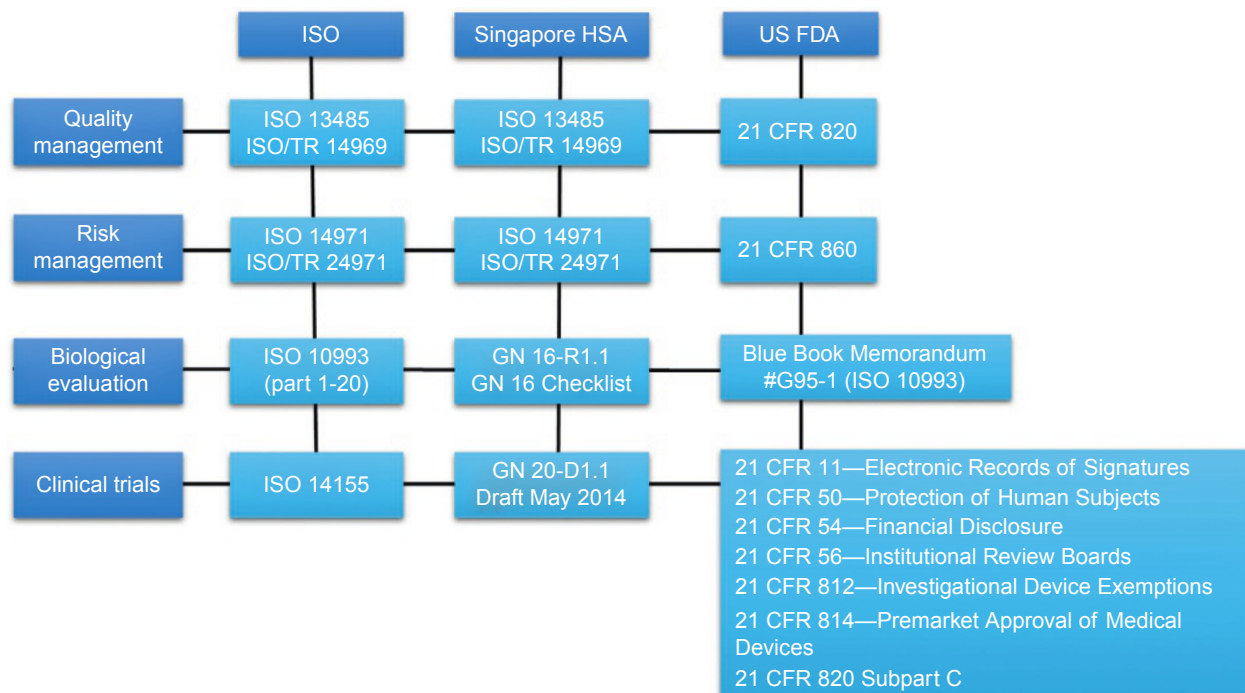 ISO
Singapore HSA
US FDA
Quality
management
ISO 13485
ISO/TR 14969
ISO 13485
ISO/TR 14969
21 CFR 820
Risk
management
ISO 14971
ISO/TR 24971
ISO 14971
ISO/TR 24971
21 CFR 860
Biological
evaluation
ISO 10993
(part 1-20)
GN 16-R1.1
GN 16 Checklist
Blue Book Memorandum
#G95-1 (ISO 10993)
Clinical trials
ISO 14155
GN 20-D1.1
Draft May 2014
21 CFR 11—Electronic Records of Signatures
21 CFR 50—Protection of Human Subjects
21 CFR 54—Financial Disclosure
21 CFR 56—Institutional Review Boards
21 CFR 812—Investigational Device Exemptions
21 CFR 814—Premarket Approval of Medical
Devices
21 CFR 820 Subpart C